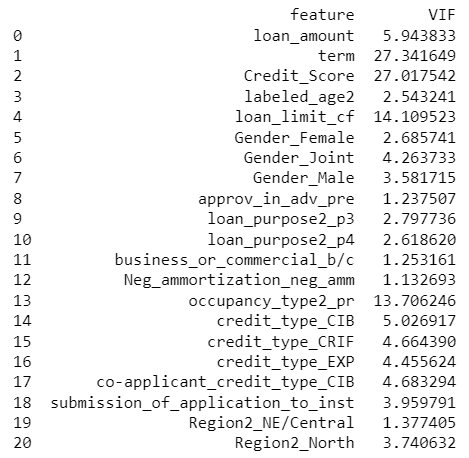 feature VIF
0 loan_amount 5.943833
1 term 27.341649
2 Credit_Score 27.017542
3 labeled_age2 2.543241
4 loan_limit_cf 14.109523
5 Gender_Female 2.685741
6 Gender_Joint 4.263733
7 Gender_Male 3.581715
8 approv_in_adv_pre 1.237507
9 loan_purpose2_p3 2.797736
10 loan_purpose2_p4 2.618620
11 business_or_commercial_b/c 1.253161
12 Neg_ammortization_neg_amm 1.132693
13 occupancy_type2_pr 13.706246
14 credit_type_CIB 5.026917
15 credit_type_CRIF 4.664390
16 credit_type_EXP 4.455624
17 co-applicant_credit_type_CIB 4.683294
18 submission_of_application_to_inst 3.959791
19 Region2_NE/Central 1.377405
20 Region2_North 3.740632